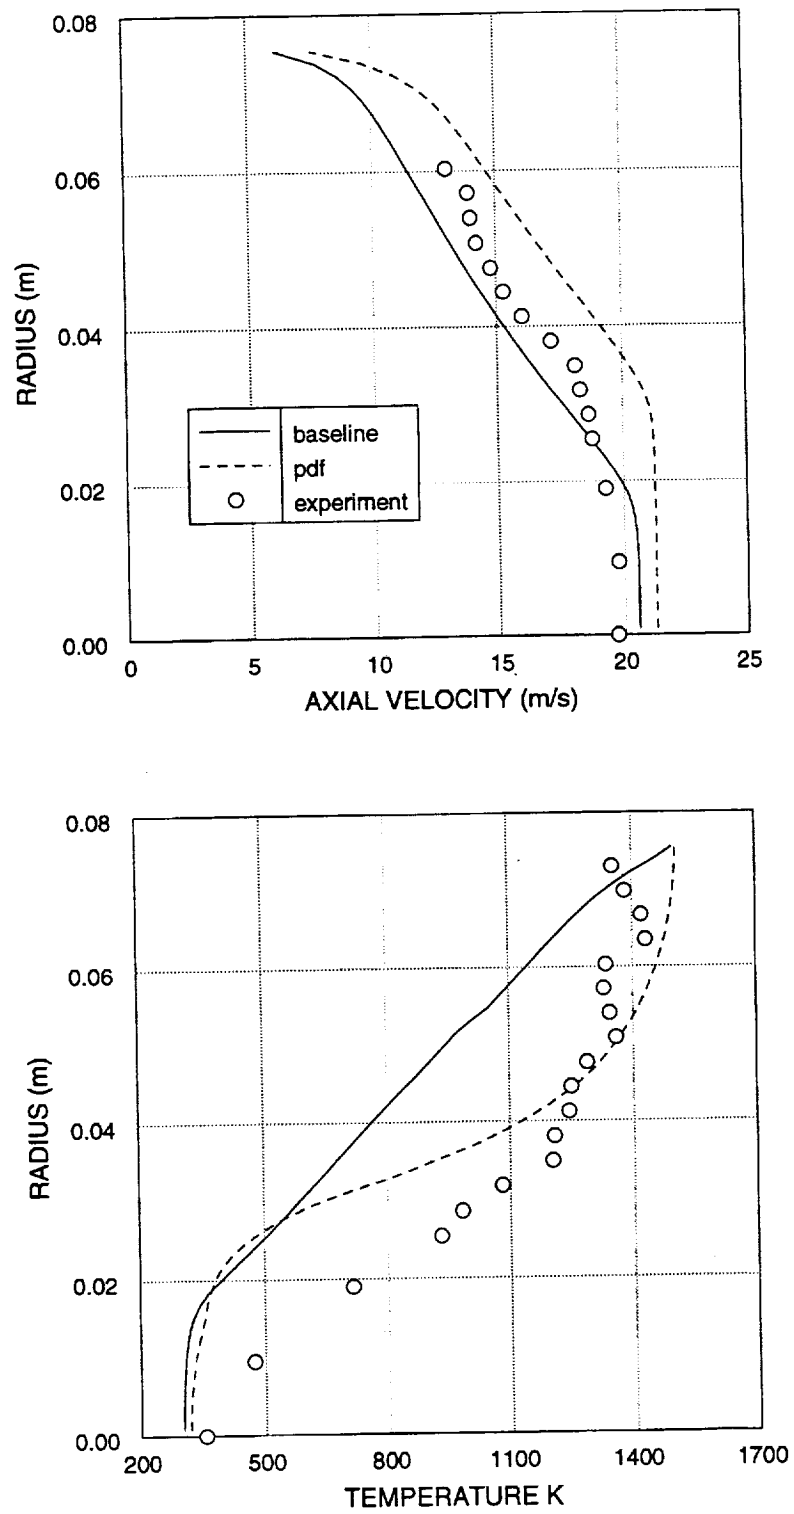 0.08
0.06
0.04
0.02
0.00
RADIUS (m)
baseline
pdf
experiment
0 5 10 15 20 25
AXIAL VELOCITY (m/s)
0.08
0.06
0.04
0.02
0.00
RADIUS (m)
200 500 800 1100 1400 1700
TEMPERATURE K